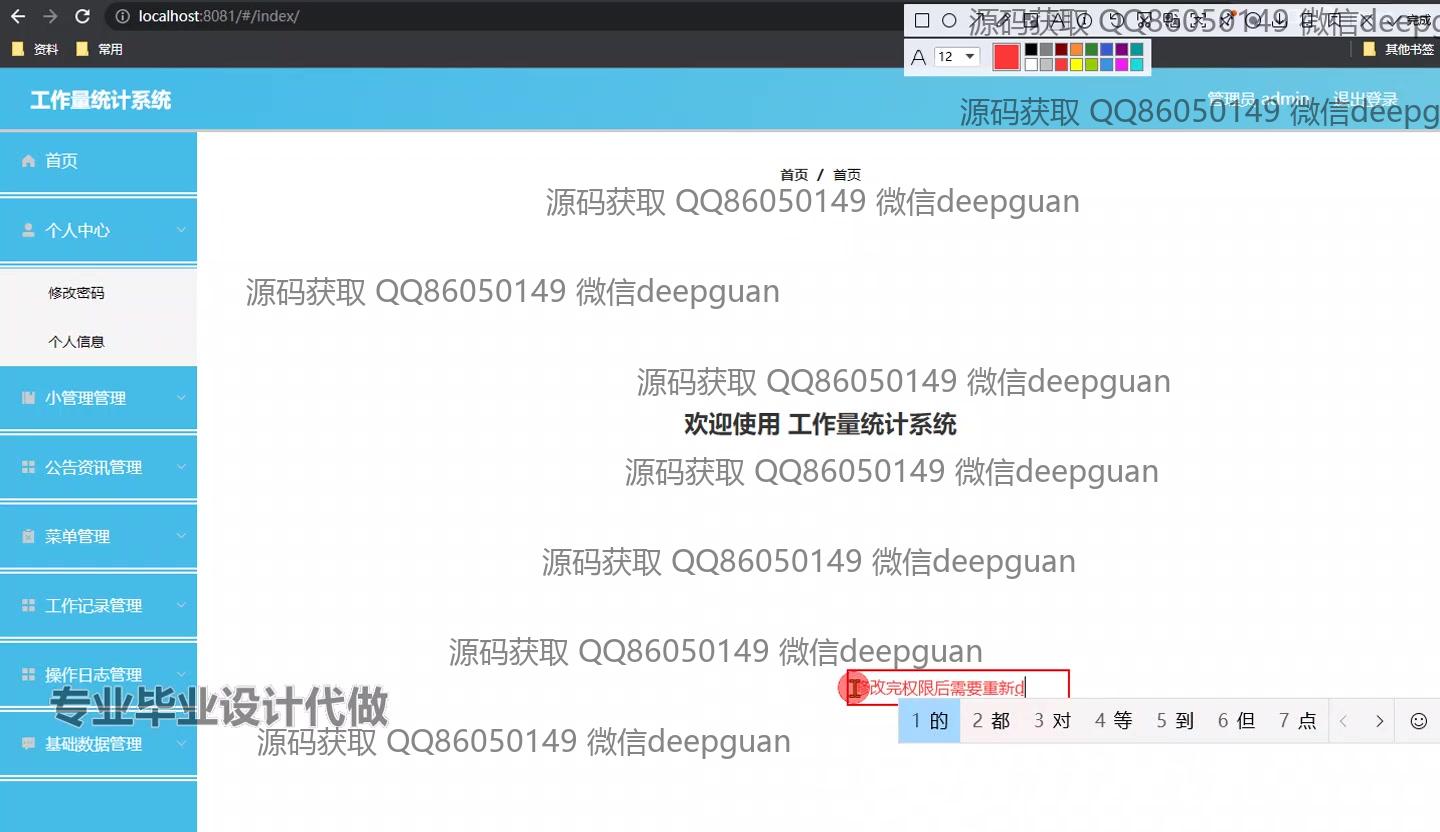 localhost:8081/#/index/
资料 常用
其他书签
完成
源码获取 QQ86050149 微信deepg
A 12
工作量统计系统
管理员 admin 退出登录
源码获取 QQ86050149 微信deepg
首页
首页 / 首页
源码获取 QQ86050149 微信deepguan
个人中心
修改密码
源码获取 QQ86050149 微信deepguan
个人信息
源码获取 QQ86050149 微信deepguan
小管理管理
欢迎使用 工作量统计系统
公告资讯管理
源码获取 QQ86050149 微信deepguan
菜单管理
源码获取 QQ86050149 微信deepguan
工作记录管理
源码获取 QQ86050149 微信deepguan
操作日志管理
修改完权限后需要重新d
专业毕业设计代做
1 的 2 都 3 对 4 等 5 到 6 但 7 点
基础数据管理
源码获取 QQ86050149 微信deepguan